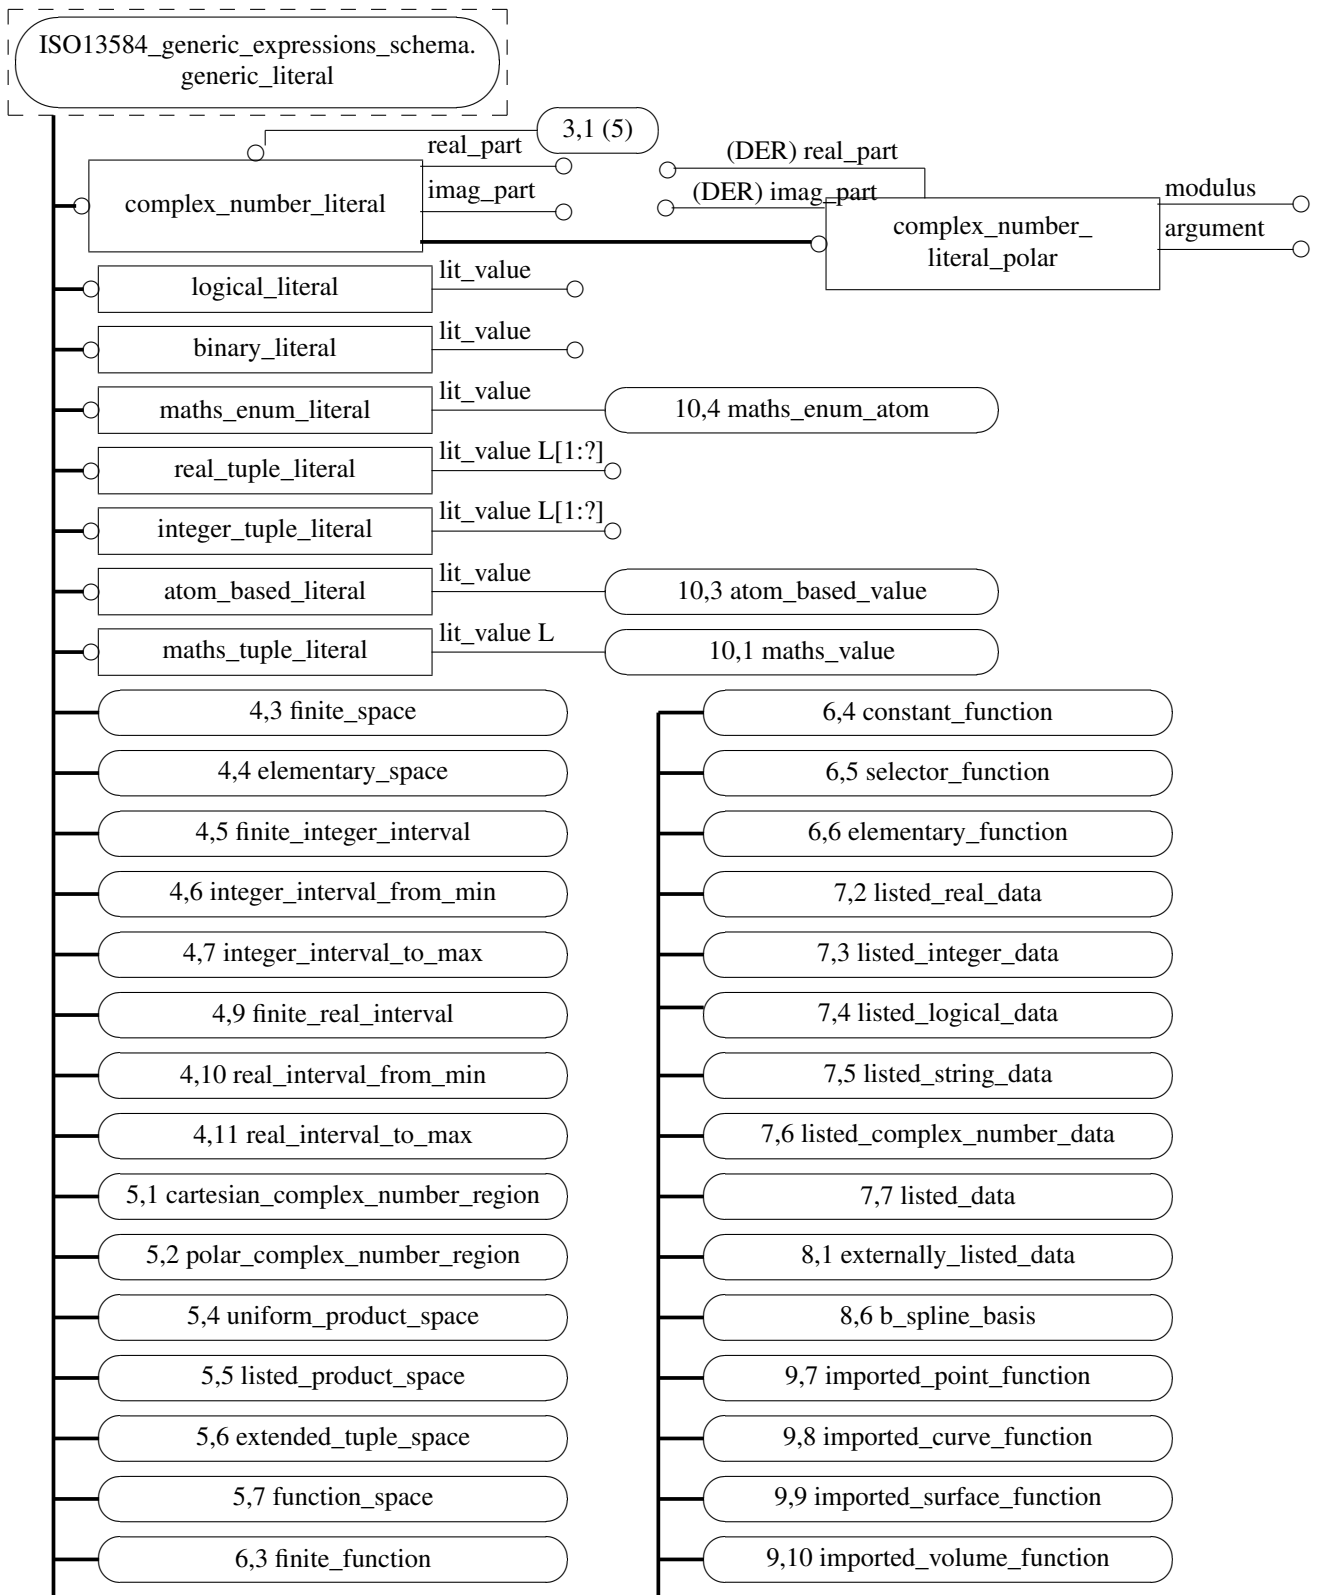 ISO13584_generic_expressions_schema.
generic_literal
3,1 (5)
real_part
(DER) real_part
complex_number_literal
imag_part
(DER) imag_part
modulus
complex_number_
literal_polar
argument
logical_literal
lit_value
binary_literal
lit_value
maths_enum_literal
lit_value
10,4 maths_enum_atom
real_tuple_literal
lit_value L[1:?]
integer_tuple_literal
lit_value L[1:?]
atom_based_literal
lit_value
10,3 atom_based_value
maths_tuple_literal
lit_value L
10,1 maths_value
4,3 finite_space
4,4 elementary_space
4,5 finite_integer_interval
4,6 integer_interval_from_min
4,7 integer_interval_to_max
4,9 finite_real_interval
4,10 real_interval_from_min
4,11 real_interval_to_max
5,1 cartesian_complex_number_region
5,2 polar_complex_number_region
5,4 uniform_product_space
5,5 listed_product_space
5,6 extended_tuple_space
5,7 function_space
6,3 finite_function
6,4 constant_function
6,5 selector_function
6,6 elementary_function
7,2 listed_real_data
7,3 listed_integer_data
7,4 listed_logical_data
7,5 listed_string_data
7,6 listed_complex_number_data
7,7 listed_data
8,1 externally_listed_data
8,6 b_spline_basis
9,7 imported_point_function
9,8 imported_curve_function
9,9 imported_surface_function
9,10 imported_volume_function